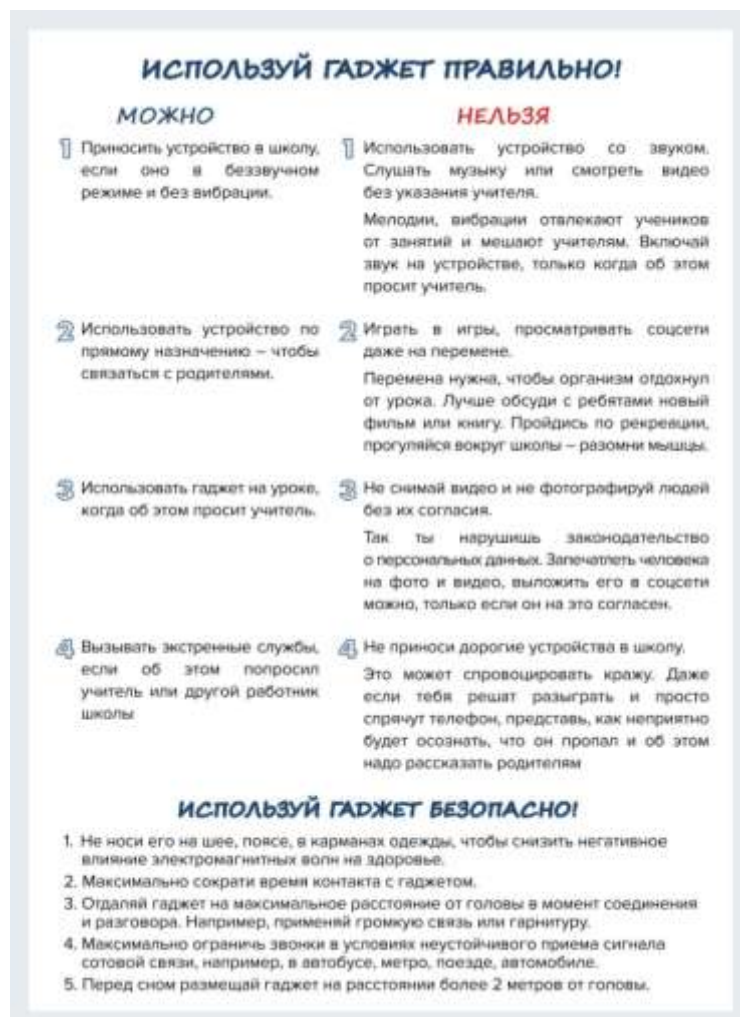 ИСПОЛЬЗУЙ ГАДЖЕТ ПРАВИЛЬНО!
МОЖНО
1 Приносить устройство в школу,
если оно в беззвучном
режиме и без вибрации.
2 Использовать устройство по
прямому назначению – чтобы
связаться с родителями.
3 Использовать гаджет на уроке,
когда об этом просит учитель.
4 Вызывать экстренные службы,
если об этом попросил
учитель или другой работник
школы
НЕЛЬЗЯ
1 Использовать устройство со звуком.
Слушать музыку или смотреть видео
без указания учителя.
Мелодии, вибрации отвлекают учеников
от занятий и мешают учителям. Включай
звук на устройстве, только когда об этом
просит учитель.
2 Играть в игры, просматривать соцсети
даже на перемене.
Перемена нужна, чтобы организм отдохнул
от урока. Лучше обсуди с ребятами новый
фильм или книгу. Пройдись по рекреации,
прогуляйся вокруг школы – разомни мышцы.
3 Не снимай видео и не фотографируй людей
без их согласия.
Так ты нарушишь законодательство
о персональных данных. Запечатлеть человека
на фото и видео, выложить его в соцсети
можно, только если он на это согласен.
4 Не приноси дорогие устройства в школу.
Это может спровоцировать кражу. Даже
если тебя решат разыграть и просто
спрячут телефон, представь, как неприятно
будет осознать, что он пропал и об этом
надо рассказать родителям
ИСПОЛЬЗУЙ ГАДЖЕТ БЕЗОПАСНО!
1. Не носи его на шее, поясе, в карманах одежды, чтобы снизить негативное
влияние электромагнитных волн на здоровье.
2. Максимально сократи время контакта с гаджетом.
3. Отдаляй гаджет на максимальное расстояние от головы в момент соединения
и разговора. Например, применяй громкую связь или гарнитуру.
4. Максимально ограничь звонки в условиях неустойчивого приема сигнала
сотовой связи, например, в автобусе, метро, поезде, автомобиле.
5. Перед сном размещай гаджет на расстоянии более 2 метров от головы.